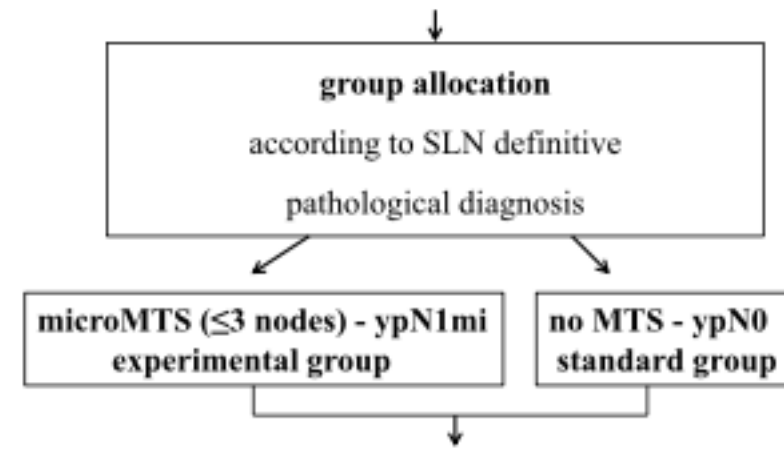 group allocation
according to SLN definitive
pathological diagnosis
microMTS (≤3 nodes) - ypN1mi
experimental group
no MTS - ypN0
standard group